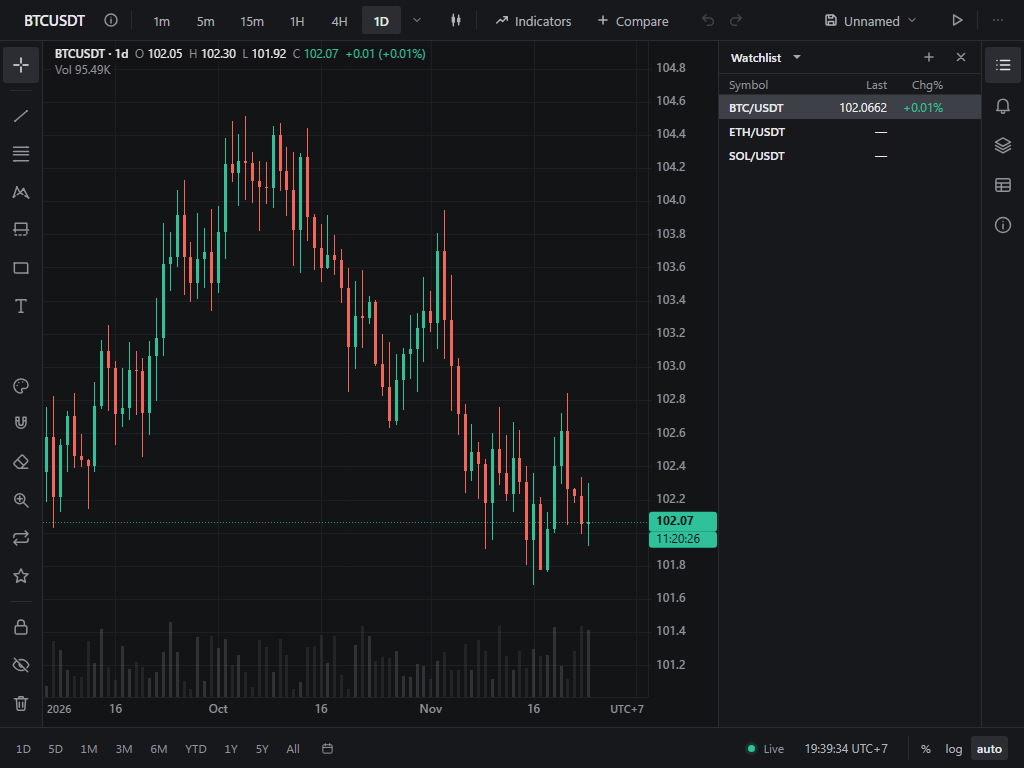 BTCUSDT 1m 5m 15m 1H 4H 1D Indicators Compare Unnamed
BTCUSDT · 1d O 102.05 H 102.30 L 101.92 C 102.07 +0.01 (+0.01%)
Vol 95.49K
Watchlist
Symbol Last Chg%
BTC/USDT 102.0662 +0.01%
ETH/USDT —
SOL/USDT —
104.8
104.6
104.4
104.2
104.0
103.8
103.6
103.4
103.2
103.0
102.8
102.6
102.4
102.2
102.07
11:20:26
101.8
101.6
101.4
101.2
2026 16 Oct 16 Nov 16 UTC+7
1D 5D 1M 3M 6M YTD 1Y 5Y All Live 19:39:34 UTC+7 % log auto